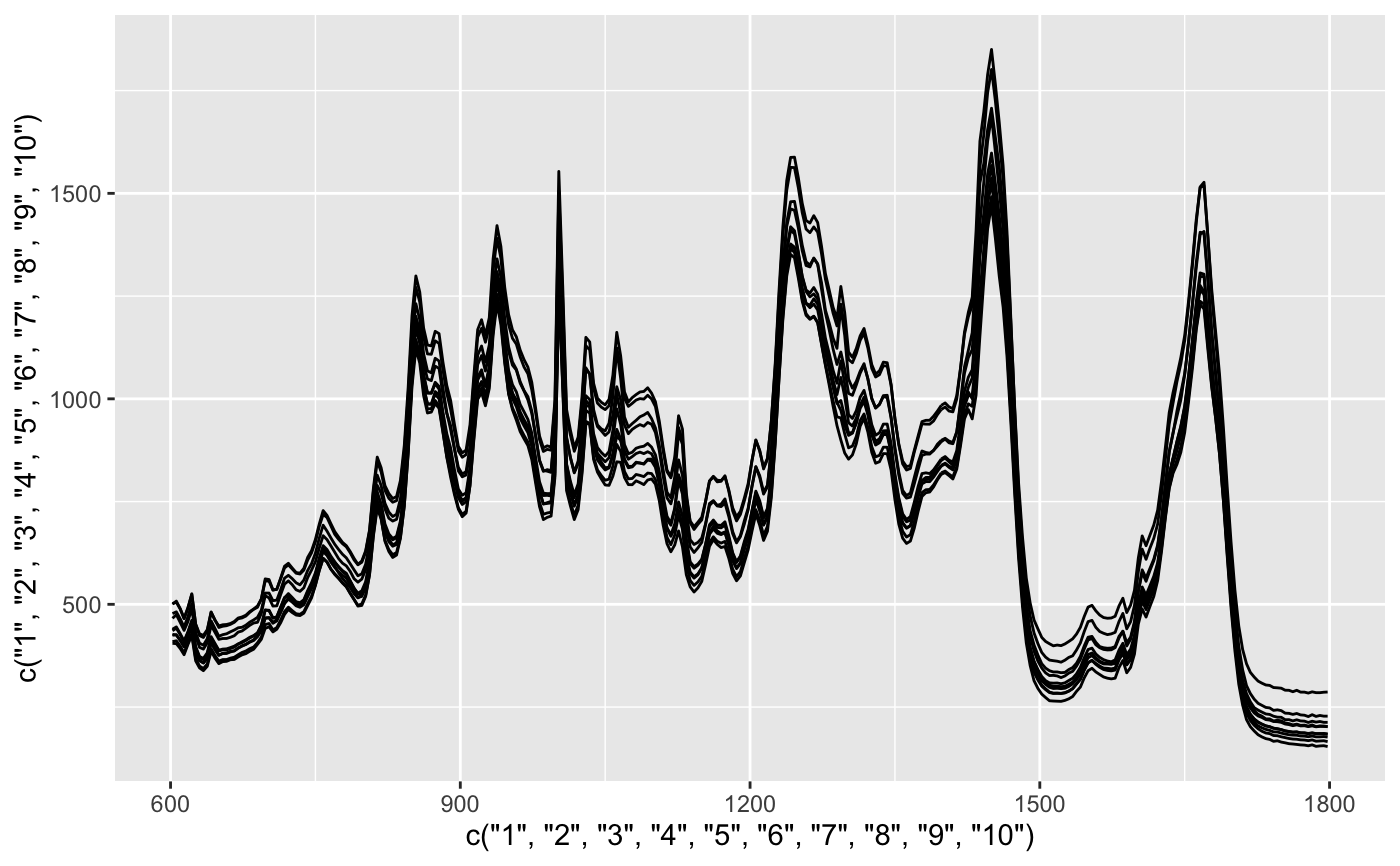 c("1", "2", "3", "4", "5", "6", "7", "8", "9", "10")
1500
1000
500
600 900 1200 1500 1800
c("1", "2", "3", "4", "5", "6", "7", "8", "9", "10")